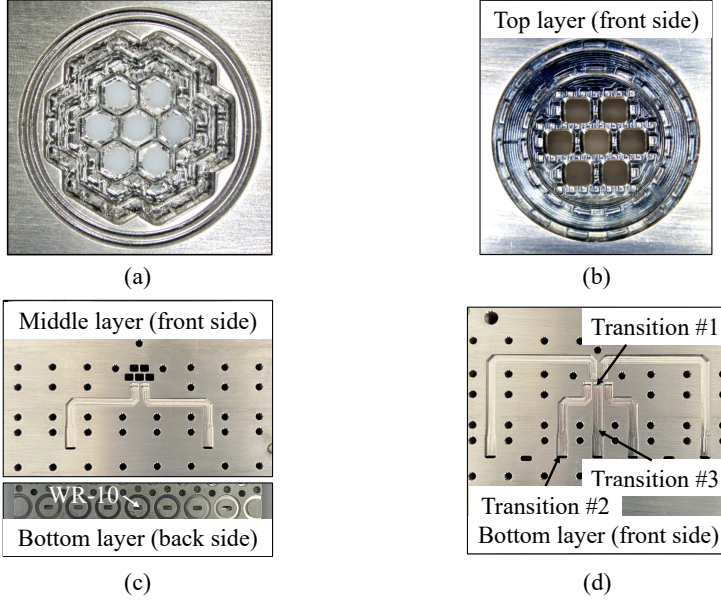 Top layer (front side)
(a)
(b)
Middle layer (front side)
WR-10
Bottom layer (back side)
Transition #1
Transition #3
Transition #2
Bottom layer (front side)
(c)
(d)